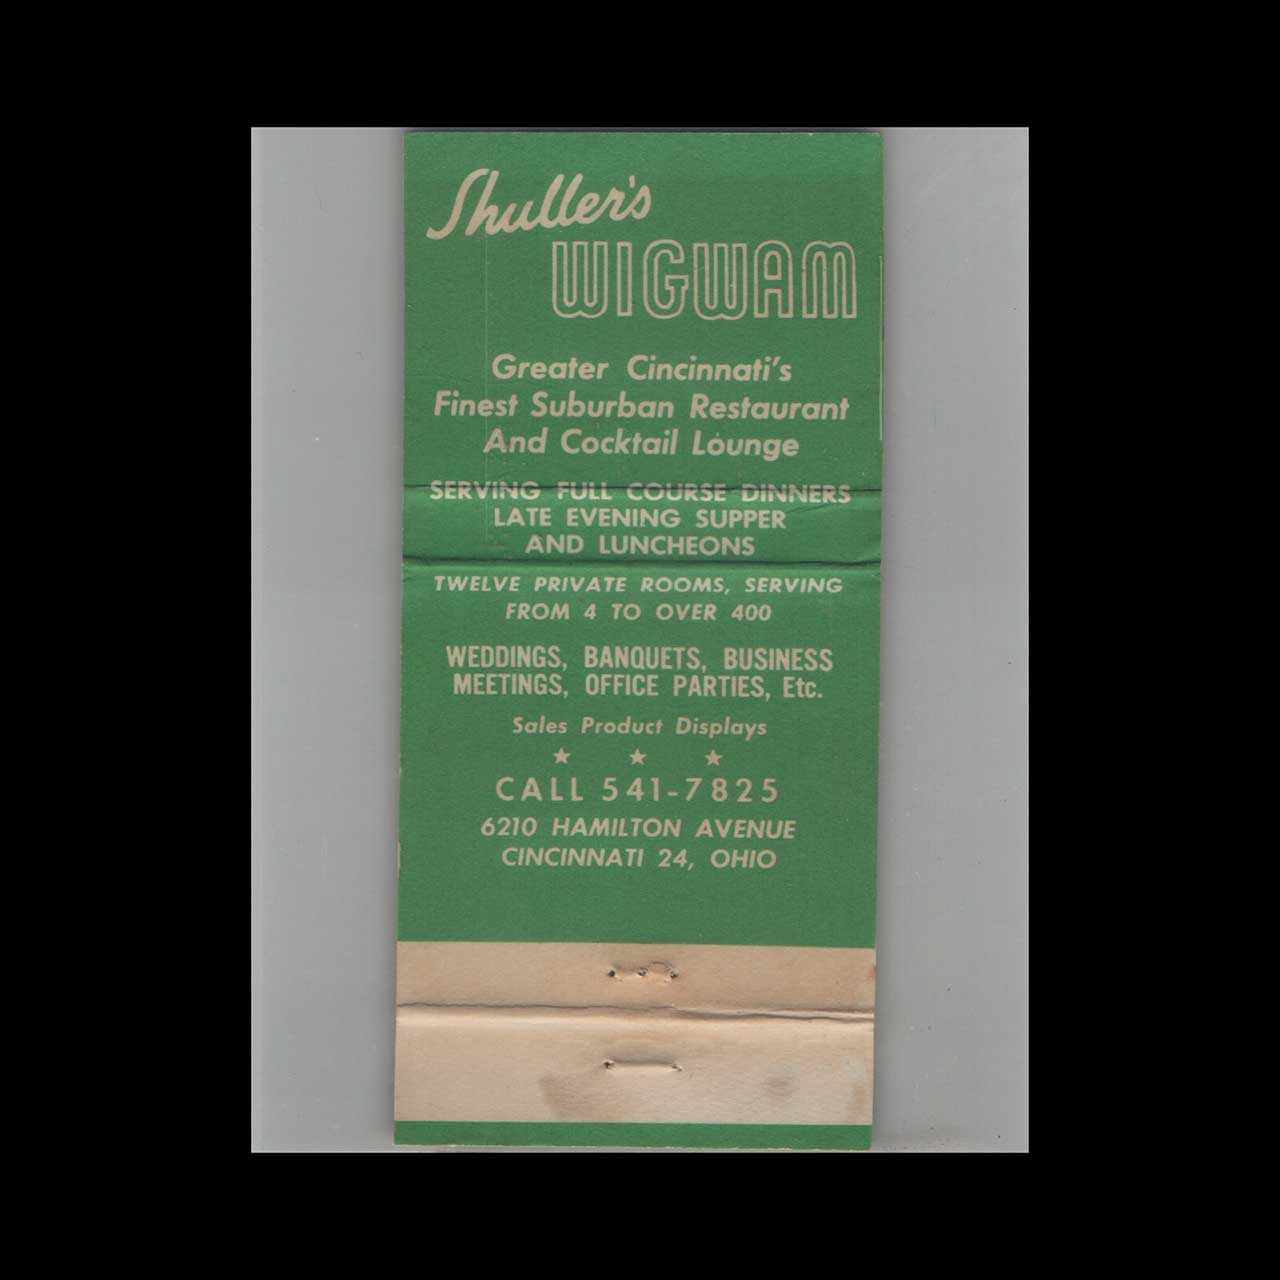 Shuller's
WIGWAM
Greater Cincinnati's
Finest Suburban Restaurant
And Cocktail Lounge
SERVING FULL COURSE DINNERS
LATE EVENING SUPPER
AND LUNCHEONS
TWELVE PRIVATE ROOMS, SERVING
FROM 4 TO OVER 400
WEDDINGS, BANQUETS, BUSINESS
MEETINGS, OFFICE PARTIES, Etc.
Sales Product Displays
★ ★ ★
CALL 541-7825
6210 HAMILTON AVENUE
CINCINNATI 24, OHIO